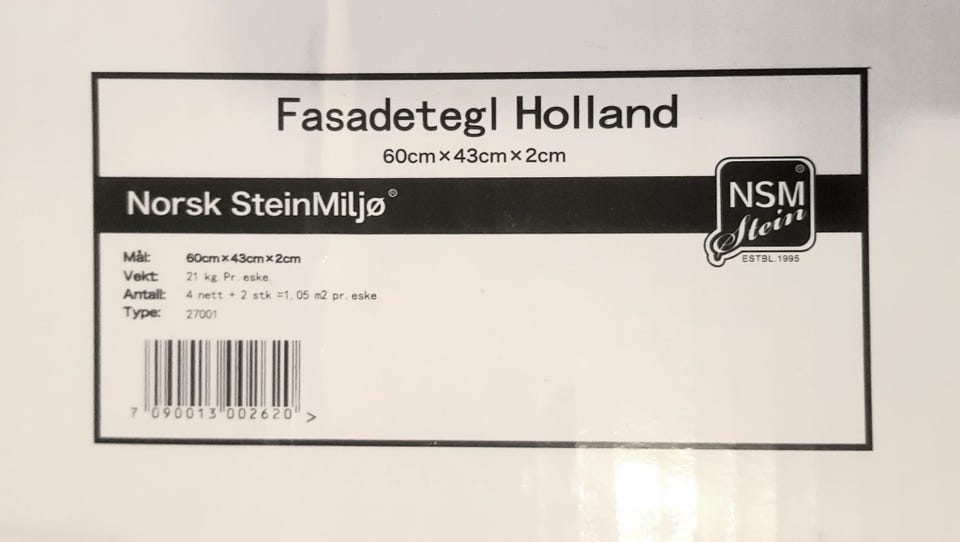 Fasadetegl Holland
60cm×43cm×2cm
Norsk SteinMiljø®
NSM®
Stein
ESTBL.1995
Mål: 60cm×43cm×2cm
Vekt: 21 kg. Pr. eske.
Antall: 4 nett + 2 stk =1,05 m2 pr. eske
Type: 27001
7 090013 002620 >